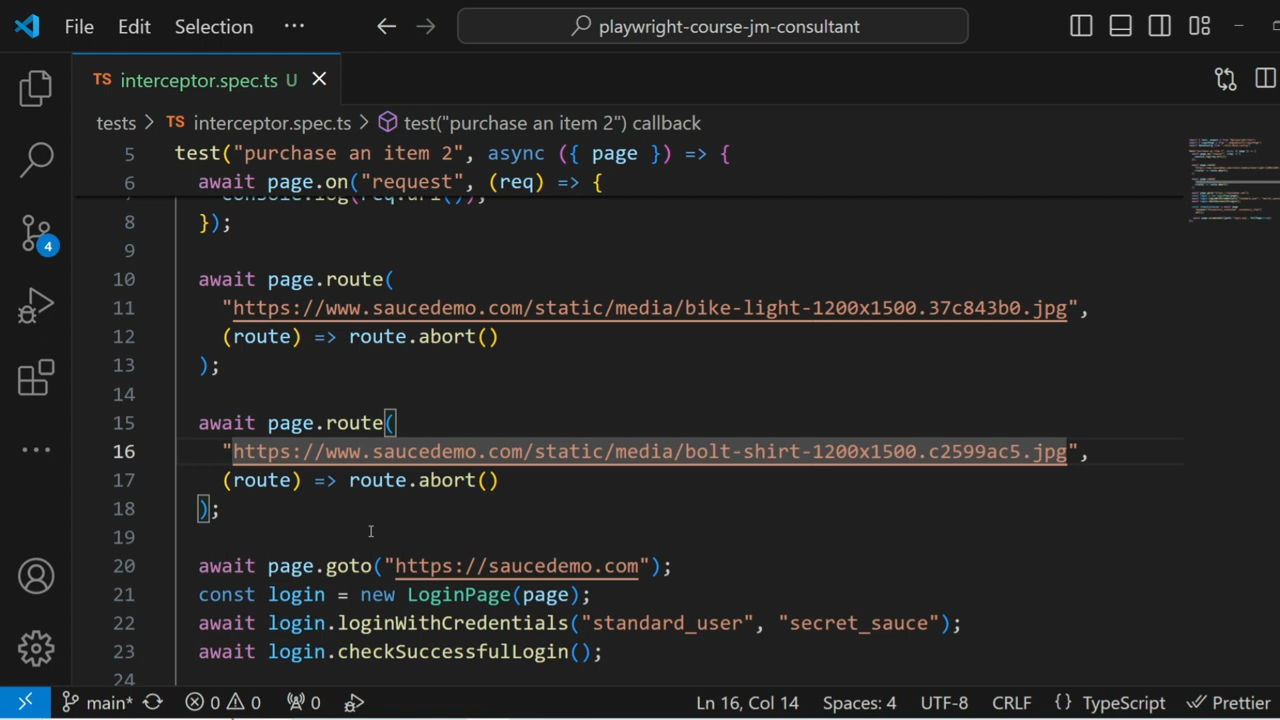 File Edit Selection ··· playwright-course-jm-consultant
TS interceptor.spec.ts U
tests > TS interceptor.spec.ts > test("purchase an item 2") callback
5 test("purchase an item 2", async ({ page }) => {
6 await page.on("request", (req) => {
console.log(req.url());
8 });
9
10 await page.route(
11 "https://www.saucedemo.com/static/media/bike-light-1200x1500.37c843b0.jpg",
12 (route) => route.abort()
13 );
14
15 await page.route(
16 "https://www.saucedemo.com/static/media/bolt-shirt-1200x1500.c2599ac5.jpg",
17 (route) => route.abort()
18 );
19
20 await page.goto("https://saucedemo.com");
21 const login = new LoginPage(page);
22 await login.loginWithCredentials("standard_user", "secret_sauce");
23 await login.checkSuccessfulLogin();
24
4
main* 0 0 0 Ln 16, Col 14 Spaces: 4 UTF-8 CRLF {} TypeScript Prettier